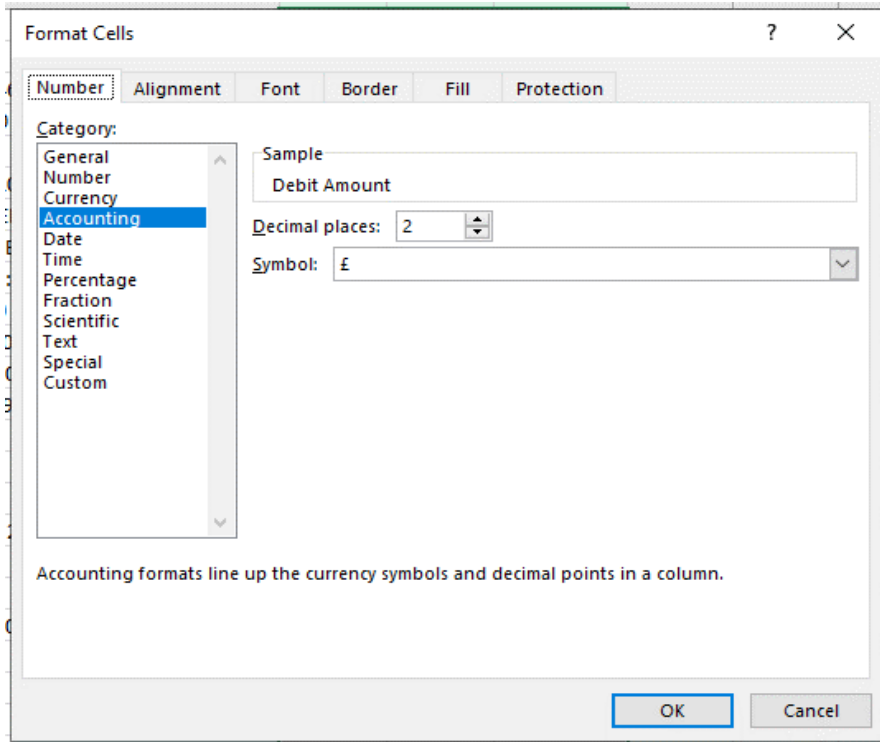 Format Cells
?
Number Alignment Font Border Fill Protection
Category:
General
Number
Currency
Accounting
Date
Time
Percentage
Fraction
Scientific
Text
Special
Custom
Sample
Debit Amount
Decimal places: 2
Symbol: £
Accounting formats line up the currency symbols and decimal points in a column.
OK Cancel